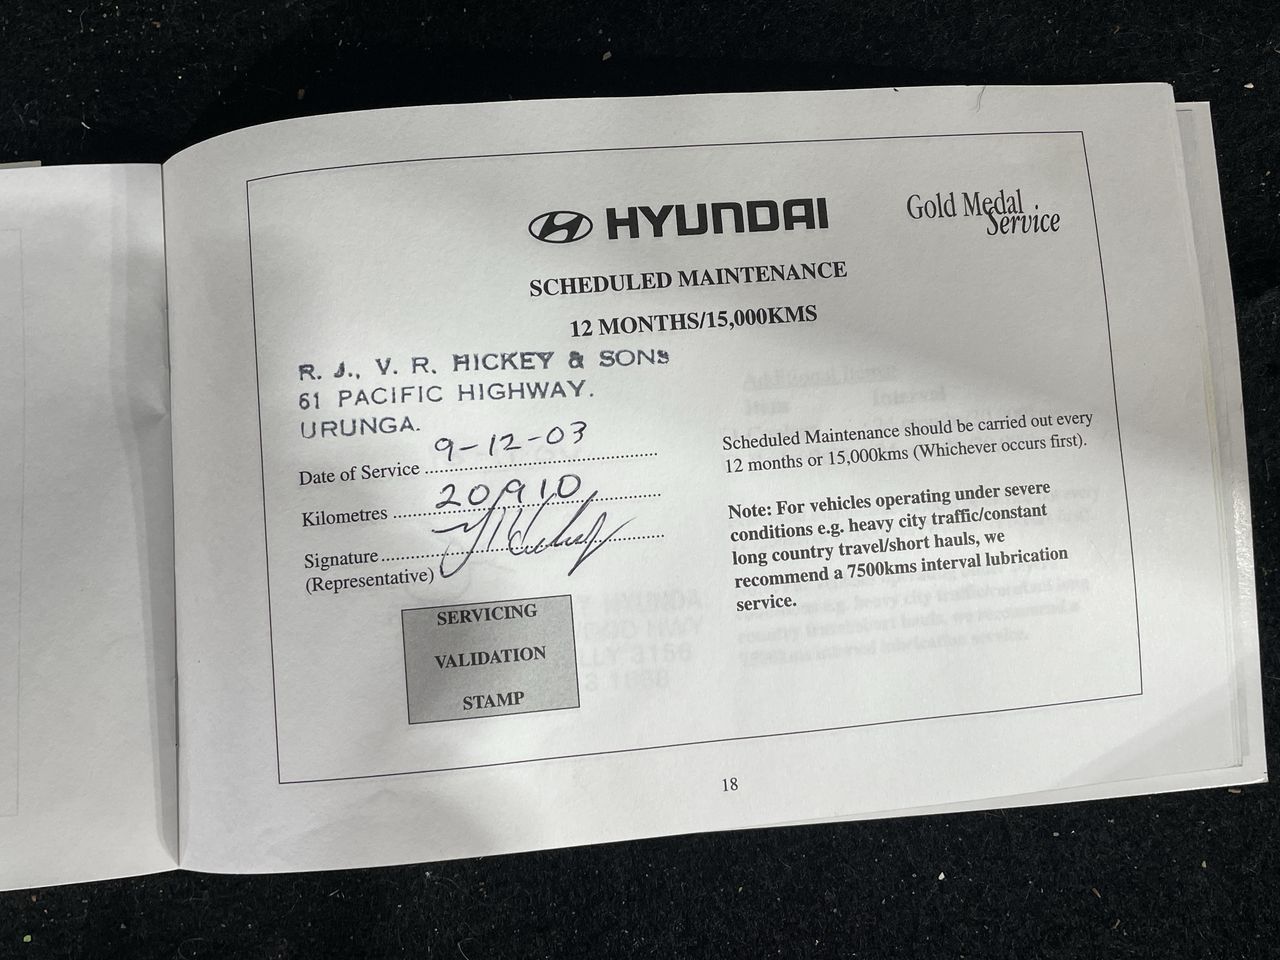 HYUNDAI
Gold Medal Service
SCHEDULED MAINTENANCE
12 MONTHS/15,000KMS
R. J., V. R. HICKEY & SONS
61 PACIFIC HIGHWAY.
URUNGA.
Date of Service 9-12-03
Kilometres 20,910
Signature
(Representative)
SERVICING
VALIDATION
STAMP
Scheduled Maintenance should be carried out every
12 months or 15,000kms (Whichever occurs first).
Note: For vehicles operating under severe
conditions e.g. heavy city traffic/constant
long country travel/short hauls, we
recommend a 7500kms interval lubrication
service.
18